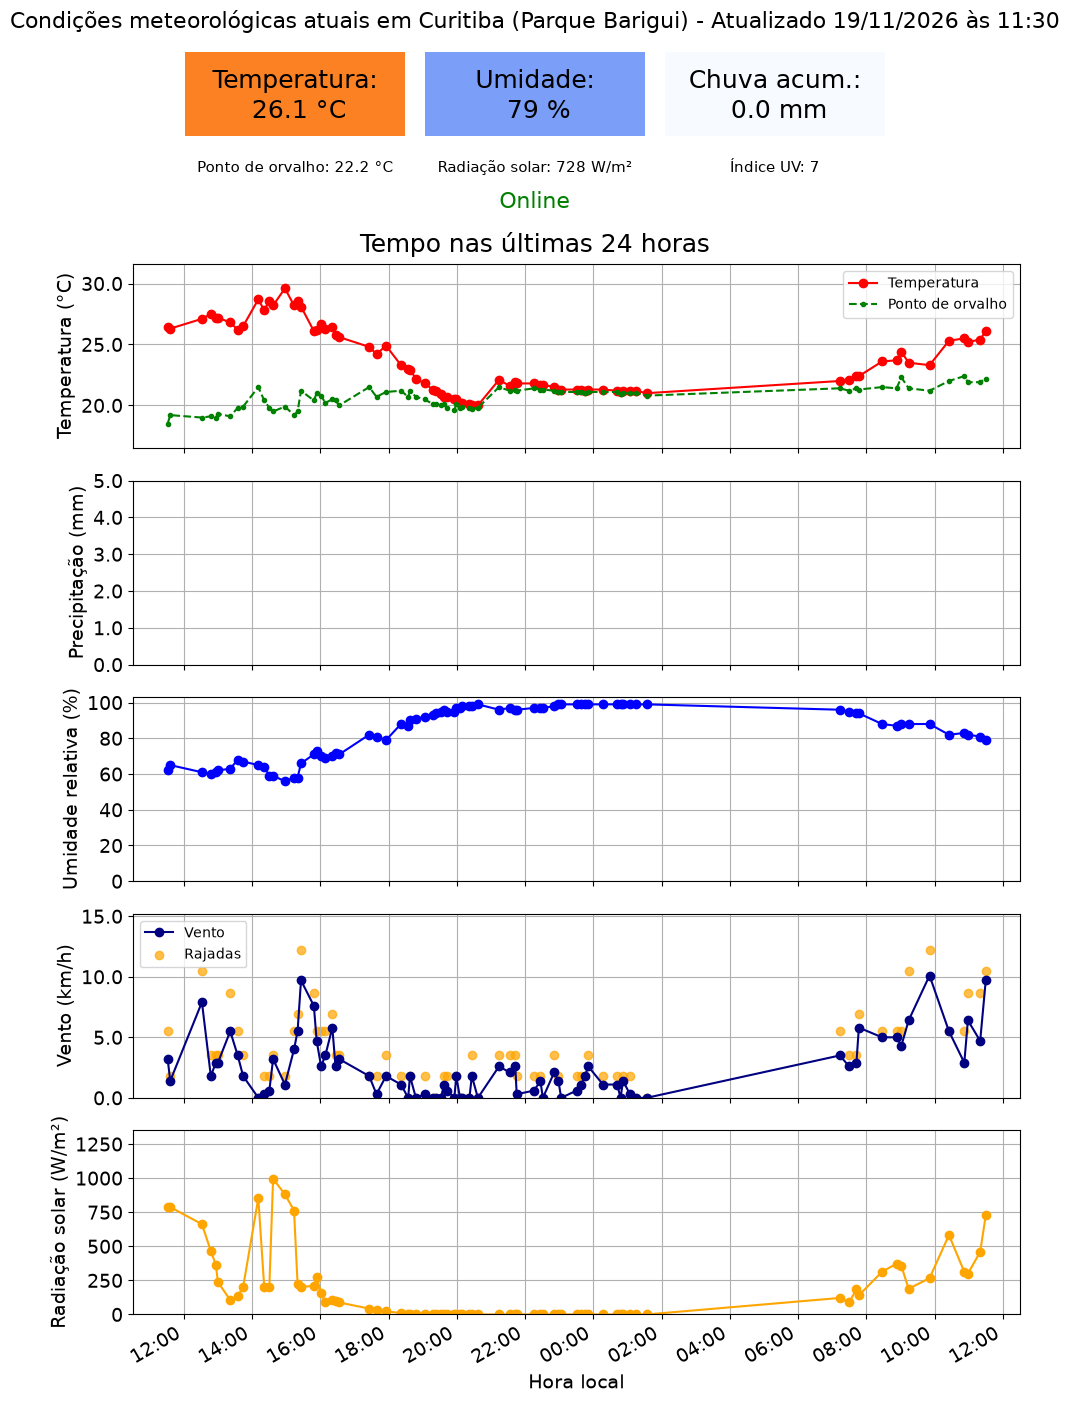 Condições meteorológicas atuais em Curitiba (Parque Barigui) - Atualizado 19/11/2026 às 11:30
Temperatura:
26.1 °C
Umidade:
79 %
Chuva acum.:
0.0 mm
Ponto de orvalho: 22.2 °C
Radiação solar: 728 W/m²
Índice UV: 7
Online
Tempo nas últimas 24 horas
Temperatura (°C)
30.0
25.0
20.0
Temperatura
Ponto de orvalho
Precipitação (mm)
5.0
4.0
3.0
2.0
1.0
0.0
Umidade relativa (%)
100
80
60
40
20
0
Vento (km/h)
15.0
10.0
5.0
0.0
Vento
Rajadas
Radiação solar (W/m²)
1250
1000
750
500
250
0
12:00
14:00
16:00
18:00
20:00
22:00
00:00
02:00
04:00
06:00
08:00
10:00
12:00
Hora local